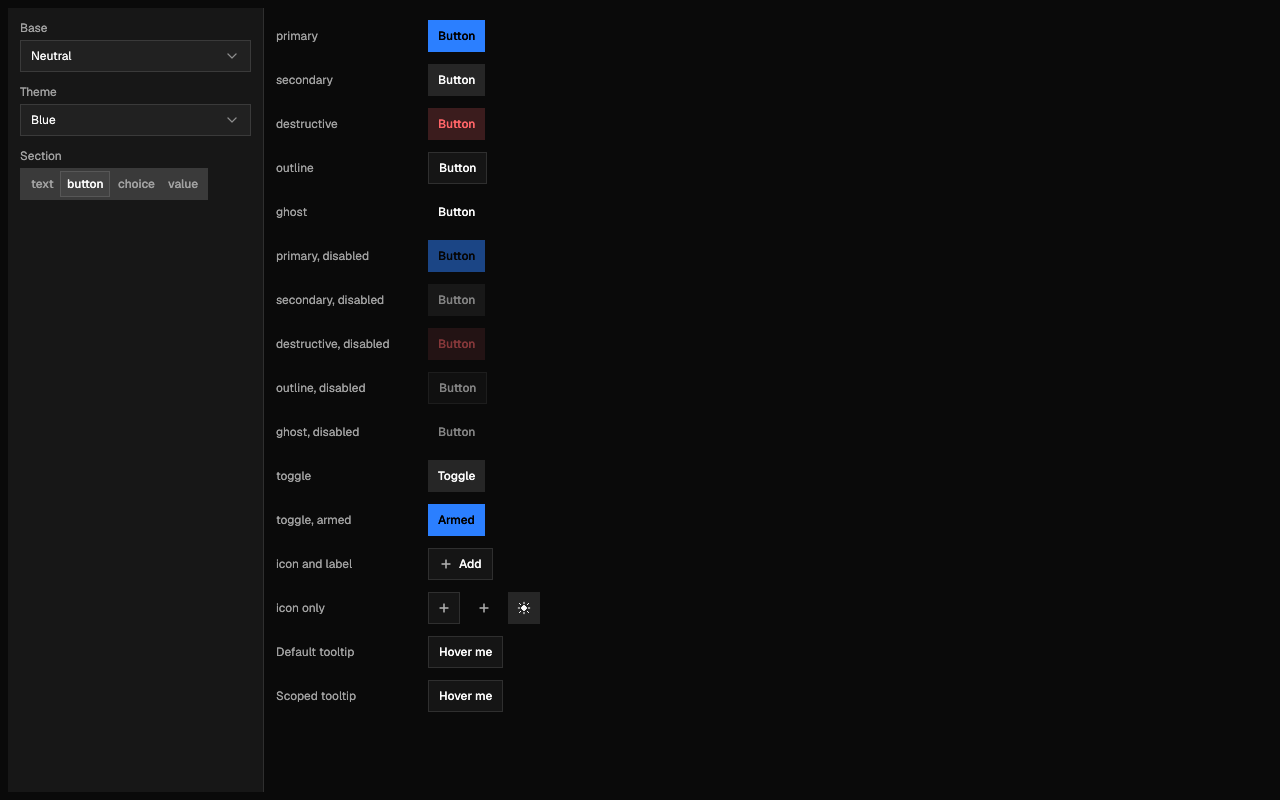 Base
Neutral
Theme
Blue
Section
text button choice value
primary Button
secondary Button
destructive Button
outline Button
ghost Button
primary, disabled Button
secondary, disabled Button
destructive, disabled Button
outline, disabled Button
ghost, disabled Button
toggle Toggle
toggle, armed Armed
icon and label Add
icon only
Default tooltip Hover me
Scoped tooltip Hover me